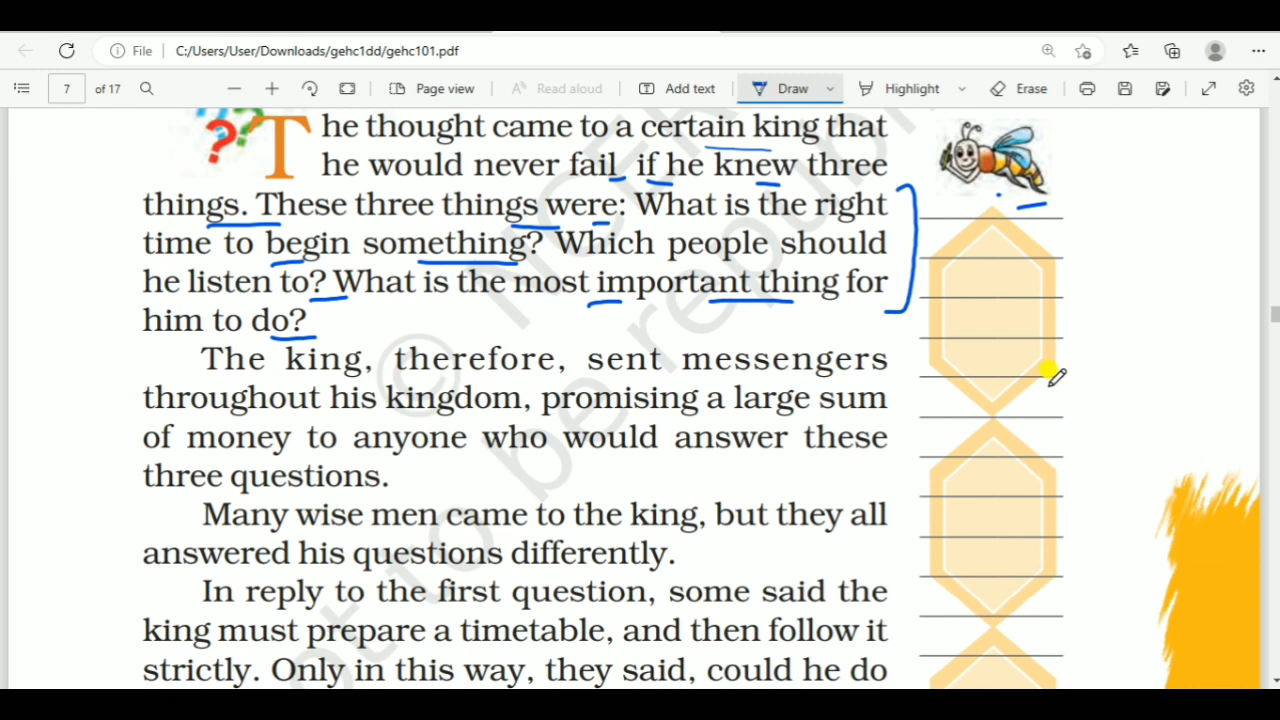 File C:/Users/User/Downloads/gehc1dd/gehc101.pdf
7 of 17 Page view Read aloud Add text Draw Highlight Erase
The thought came to a certain king that
he would never fail if he knew three
things. These three things were: What is the right
time to begin something? Which people should
he listen to? What is the most important thing for
him to do?
The king, therefore, sent messengers
throughout his kingdom, promising a large sum
of money to anyone who would answer these
three questions.
Many wise men came to the king, but they all
answered his questions differently.
In reply to the first question, some said the
king must prepare a timetable, and then follow it
strictly. Only in this way, they said, could he do
© NCER
not to be republ